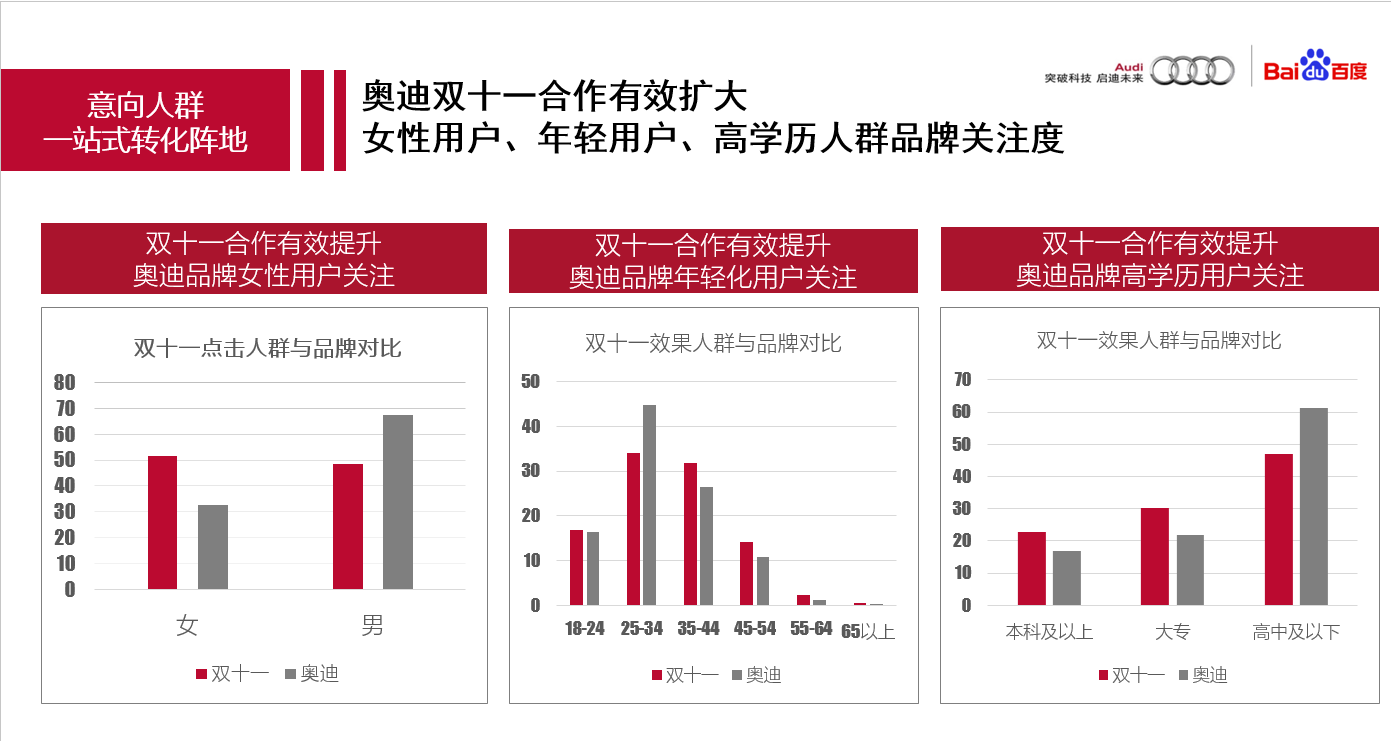 意向人群
一站式转化阵地
奥迪双十一合作有效扩大
女性用户、年轻用户、高学历人群品牌关注度
Audi
突破科技 启迪未来
Bai du 百度
双十一合作有效提升
奥迪品牌女性用户关注
双十一点击人群与品牌对比
80
70
60
50
40
30
20
10
0
女 男
双十一 奥迪
双十一合作有效提升
奥迪品牌年轻化用户关注
双十一效果人群与品牌对比
50
40
30
20
10
0
18-24 25-34 35-44 45-54 55-64 65以上
双十一 奥迪
双十一合作有效提升
奥迪品牌高学历用户关注
双十一效果人群与品牌对比
70
60
50
40
30
20
10
0
本科及以上 大专 高中及以下
双十一 奥迪